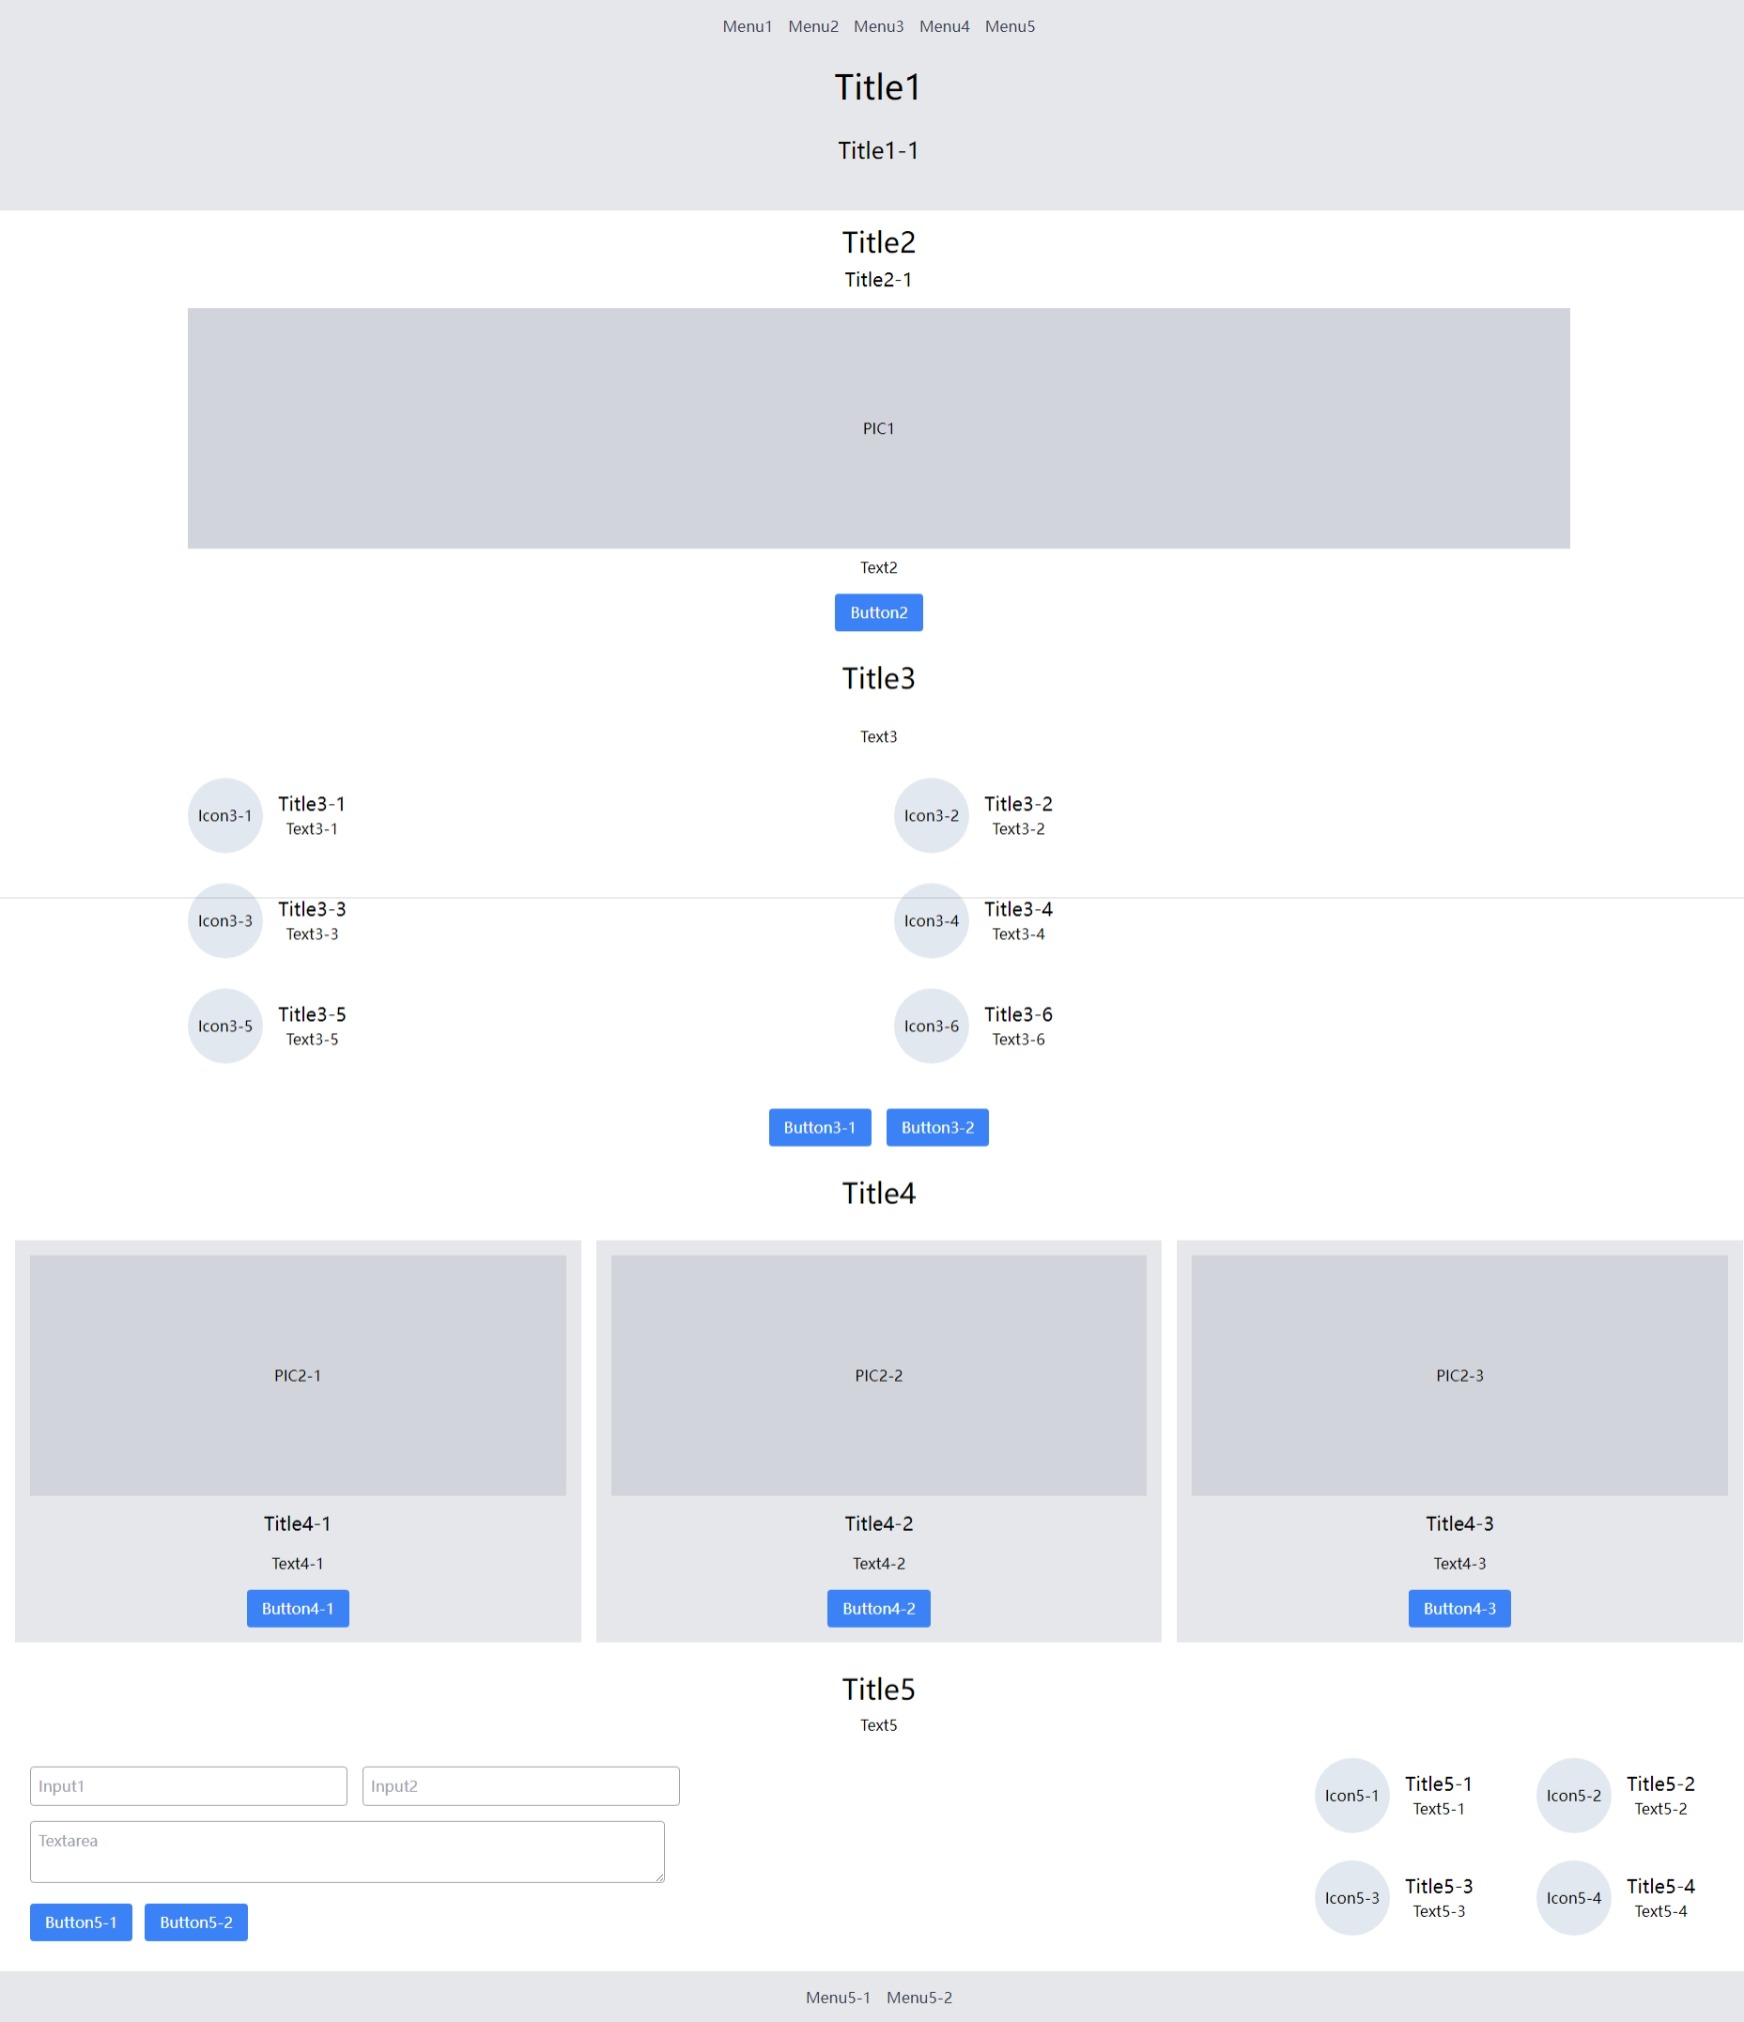 Menu1 Menu2 Menu3 Menu4 Menu5
Title1
Title1-1
Title2
Title2-1
PIC1
Text2
Button2
Title3
Text3
Icon3-1
Title3-1
Text3-1
Icon3-2
Title3-2
Text3-2
Icon3-3
Title3-3
Text3-3
Icon3-4
Title3-4
Text3-4
Icon3-5
Title3-5
Text3-5
Icon3-6
Title3-6
Text3-6
Button3-1 Button3-2
Title4
PIC2-1
Title4-1
Text4-1
Button4-1
PIC2-2
Title4-2
Text4-2
Button4-2
PIC2-3
Title4-3
Text4-3
Button4-3
Title5
Text5
Input1 Input2
Textarea
Button5-1 Button5-2
Icon5-1
Title5-1
Text5-1
Icon5-2
Title5-2
Text5-2
Icon5-3
Title5-3
Text5-3
Icon5-4
Title5-4
Text5-4
Menu5-1 Menu5-2